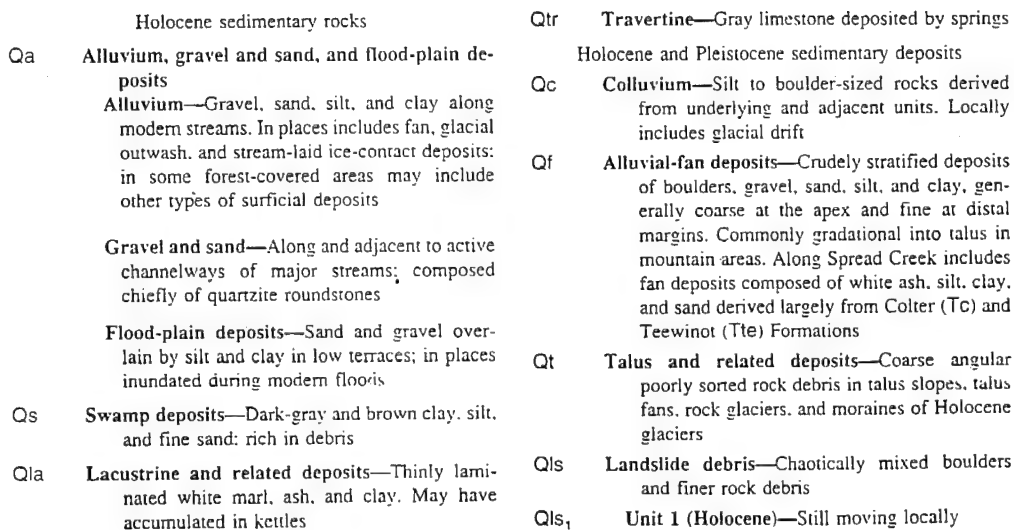 Holocene sedimentary rocks
Qa Alluvium, gravel and sand, and flood-plain de-
posits
Alluvium—Gravel, sand, silt, and clay along
modern streams. In places includes fan, glacial
outwash, and stream-laid ice-contact deposits:
in some forest-covered areas may include
other types of surficial deposits
Gravel and sand—Along and adjacent to active
channelways of major streams; composed
chiefly of quartzite roundstones
Flood-plain deposits—Sand and gravel over-
lain by silt and clay in low terraces; in places
inundated during modern floods
Qs Swamp deposits—Dark-gray and brown clay, silt,
and fine sand: rich in debris
Qla Lacustrine and related deposits—Thinly lami-
nated white marl, ash, and clay. May have
accumulated in kettles
Qtr Travertine—Gray limestone deposited by springs
Holocene and Pleistocene sedimentary deposits
Qc Colluvium—Silt to boulder-sized rocks derived
from underlying and adjacent units. Locally
includes glacial drift
Qf Alluvial-fan deposits—Crudely stratified deposits
of boulders, gravel, sand, silt, and clay, gen-
erally coarse at the apex and fine at distal
margins. Commonly gradational into talus in
mountain areas. Along Spread Creek includes
fan deposits composed of white ash, silt, clay,
and sand derived largely from Colter (Tc) and
Teewinot (Tte) Formations
Qt Talus and related deposits—Coarse angular
poorly sorted rock debris in talus slopes, talus
fans, rock glaciers, and moraines of Holocene
glaciers
Qls Landslide debris—Chaotically mixed boulders
and finer rock debris
Qls₁ Unit 1 (Holocene)—Still moving locally